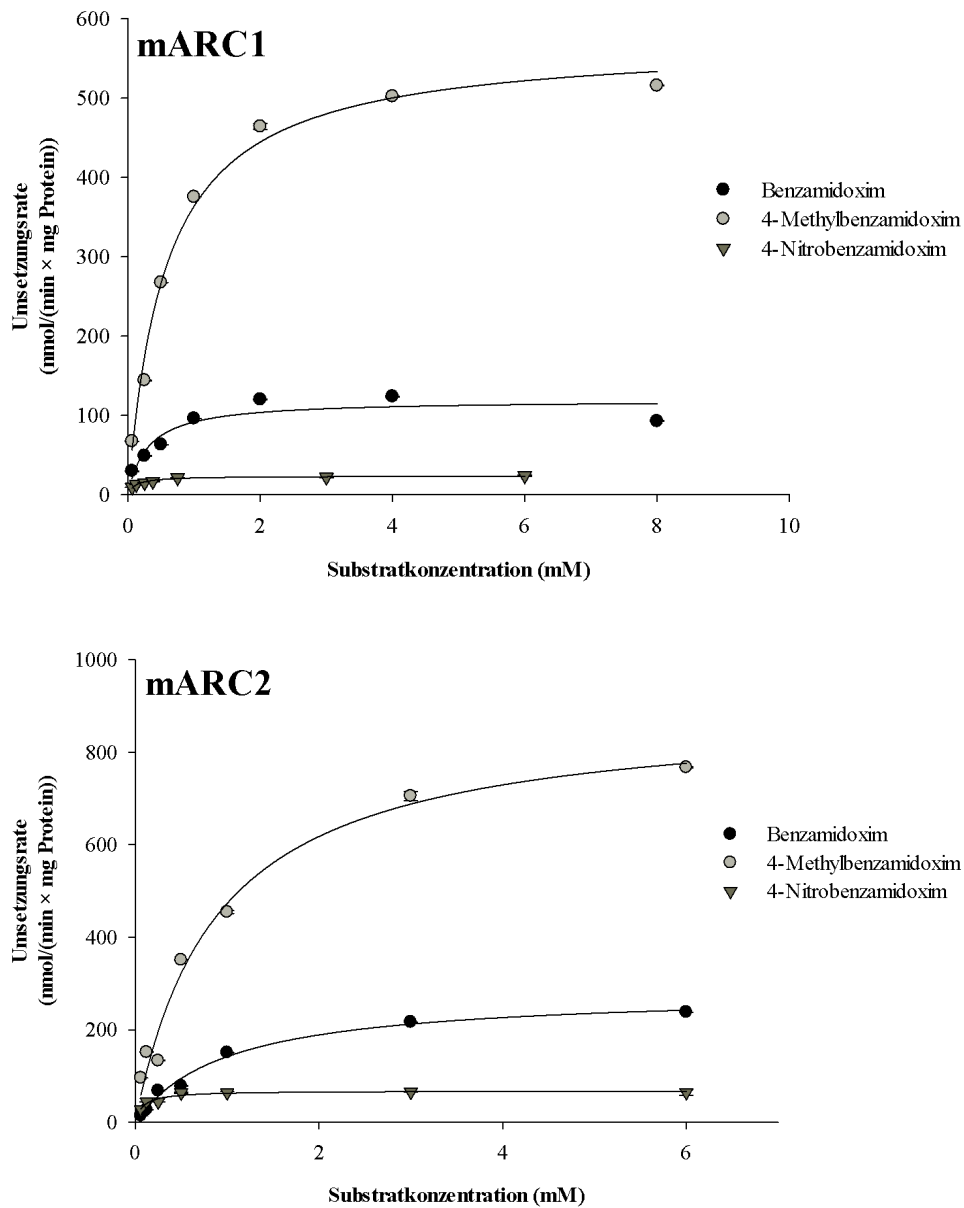 mARC1
600
500
400
300
200
100
0
Umsetzungsrate
(nmol/(min × mg Protein))
Benzamidoxim
4-Methylbenzamidoxim
4-Nitrobenzamidoxim
0 2 4 6 8 10
Substratkonzentration (mM)
mARC2
1000
800
600
400
200
0
Umsetzungsrate
(nmol/(min × mg Protein))
Benzamidoxim
4-Methylbenzamidoxim
4-Nitrobenzamidoxim
0 2 4 6
Substratkonzentration (mM)